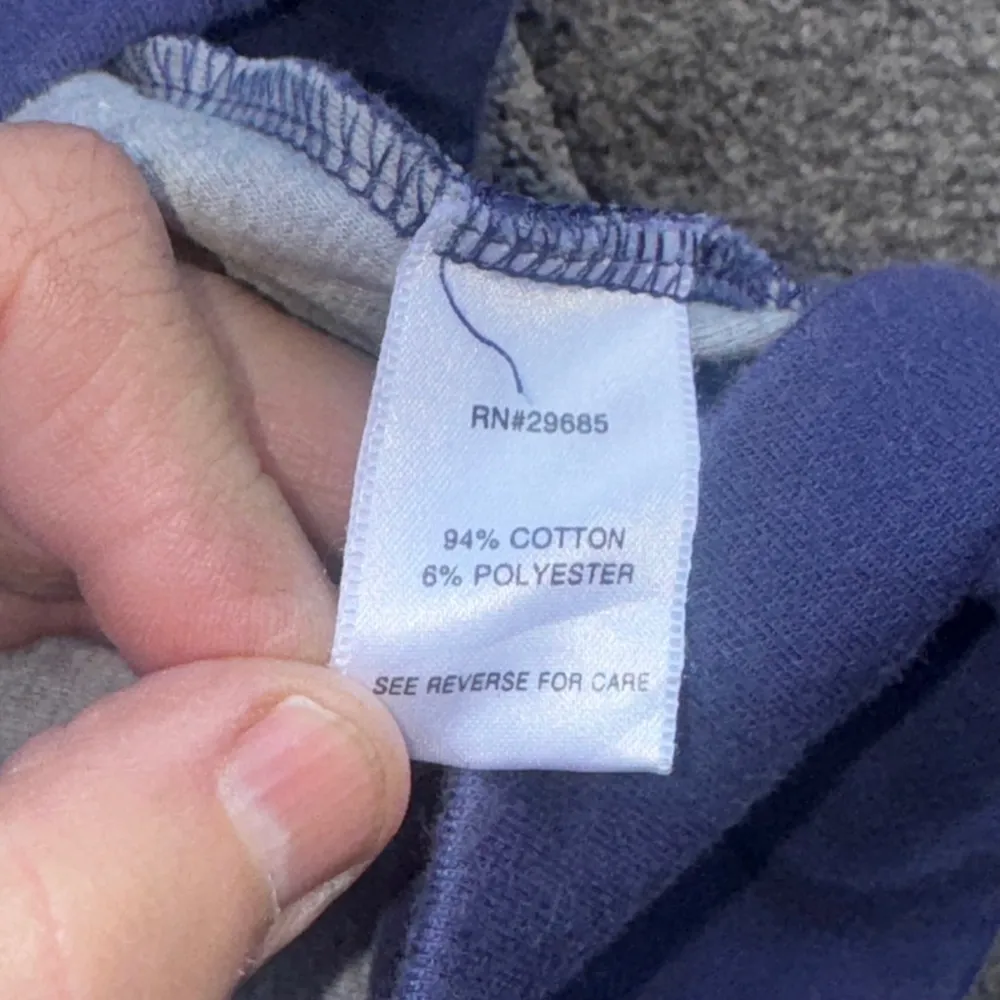 RN#29685
94% COTTON
6% POLYESTER
SEE REVERSE FOR CARE